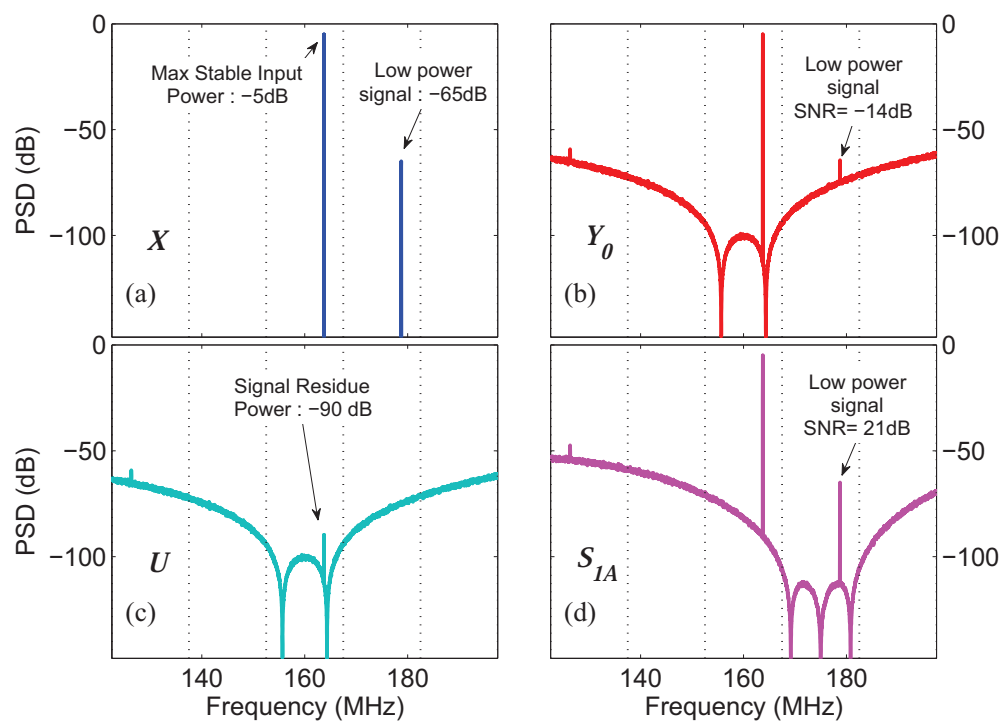 0
−50
−100
PSD (dB)
Max Stable Input
Power : −5dB
Low power
signal : −65dB
X
(a)
0
−50
−100
Low power
signal
SNR= −14dB
Y0
(b)
0
−50
−100
PSD (dB)
Signal Residue
Power : −90 dB
U
(c)
140
160
180
Frequency (MHz)
0
−50
−100
Low power
signal
SNR= 21dB
S1A
(d)
140
160
180
Frequency (MHz)